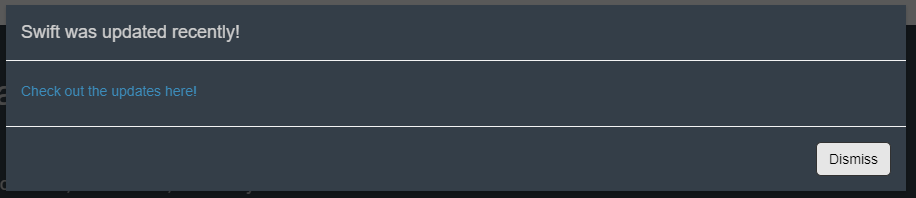 Swift was updated recently!
Check out the updates here!
Dismiss